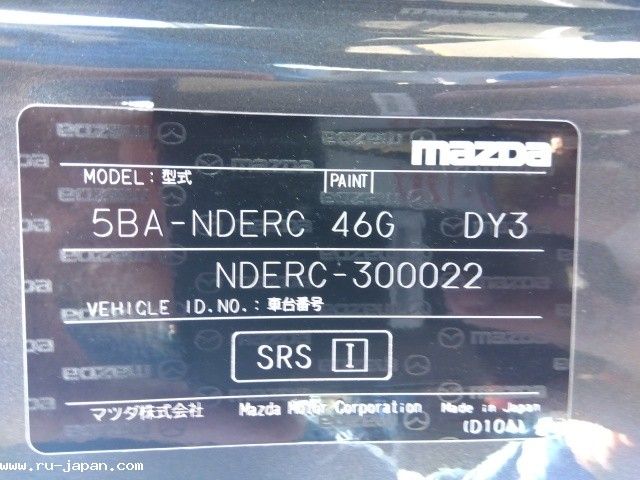 mazda
MODEL: 型式 PAINT
5BA-NDERC 46G DY3
NDERC-300022
VEHICLE ID.NO.: 車台番号
SRS I
マツダ株式会社 Mazda Motor Corporation Made in Japan
(D10A)
www.ru-japan.com